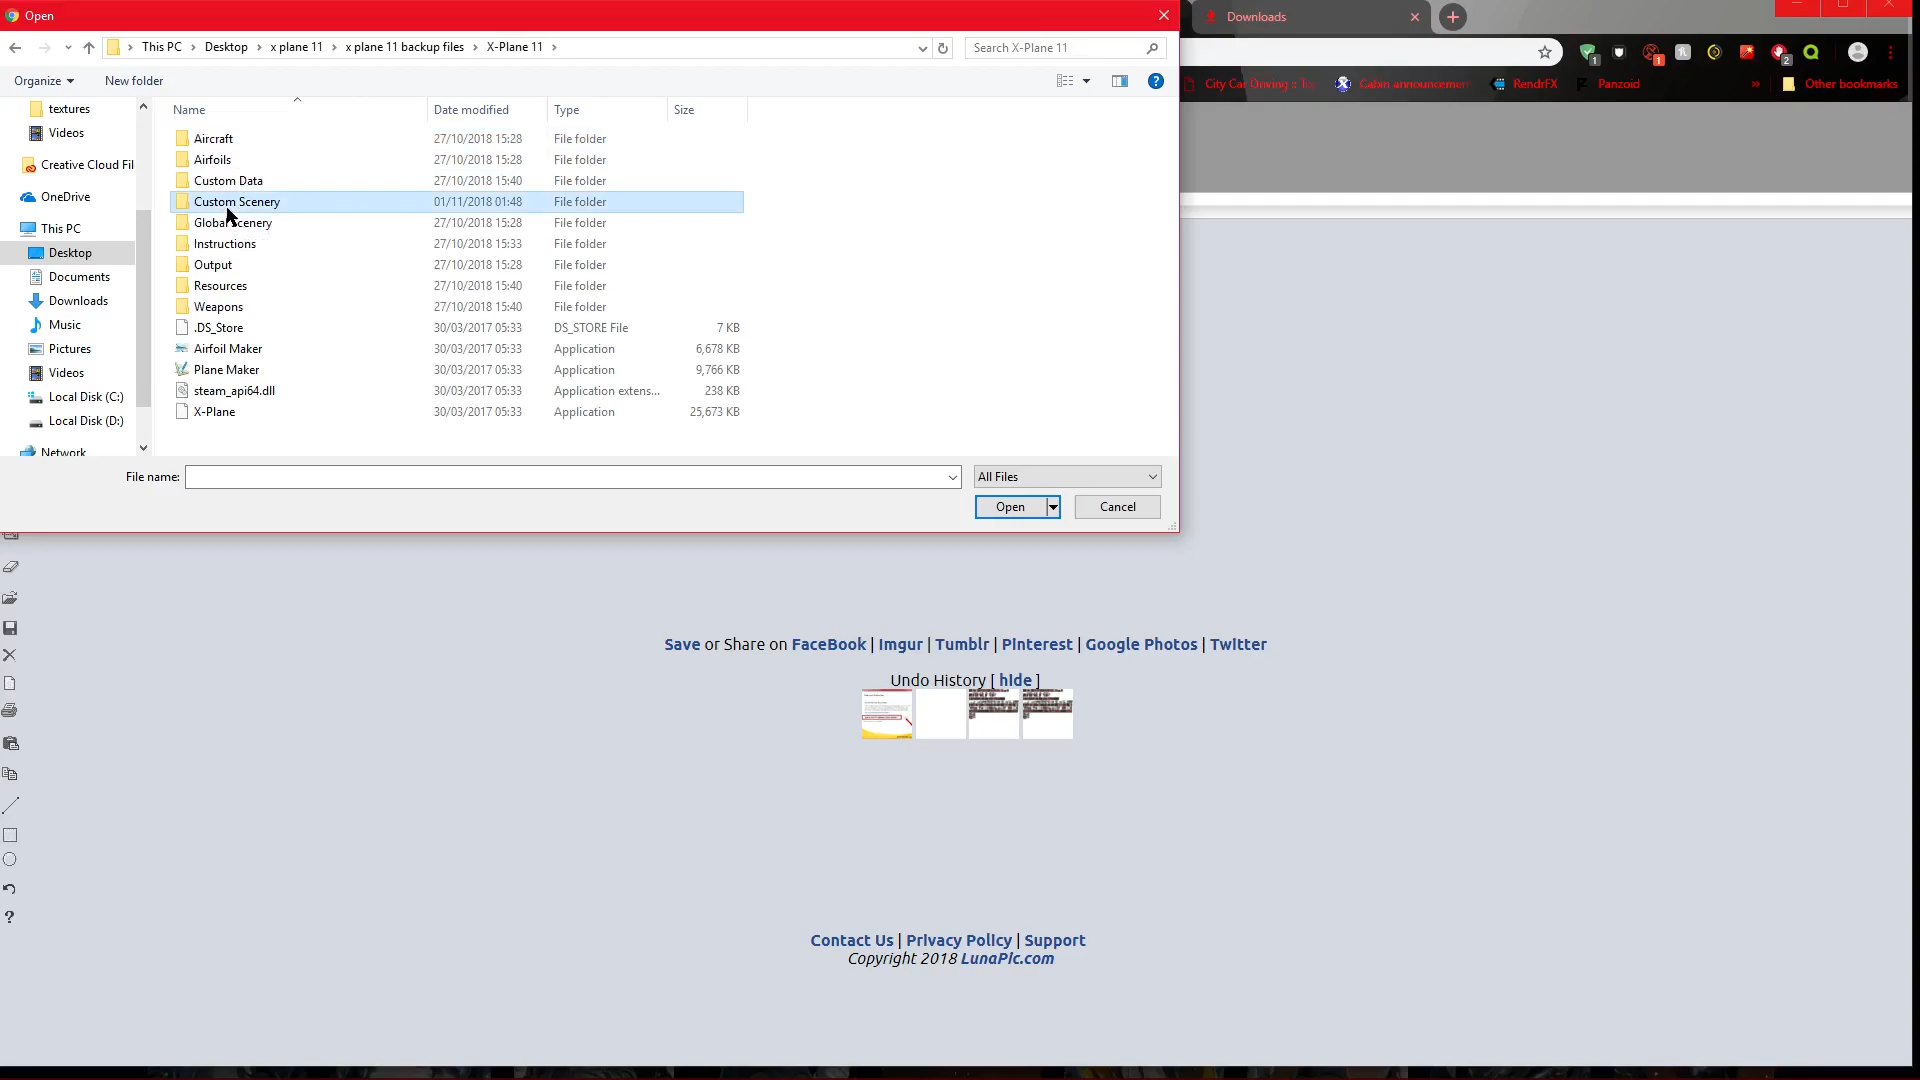 Open
Downloads
This PC > Desktop > x plane 11 > x plane 11 backup files > X-Plane 11 >
Search X-Plane 11
Organize New folder
City Car Driving :: Cabin announcemen RendrFX Panzoid » Other bookmarks
1 1 2
textures
Videos
Creative Cloud Fil
OneDrive
This PC
Desktop
Documents
Downloads
Music
Pictures
Videos
Local Disk (C:)
Local Disk (D:)
Network
Name Date modified Type Size
Aircraft 27/10/2018 15:28 File folder
Airfoils 27/10/2018 15:28 File folder
Custom Data 27/10/2018 15:40 File folder
Custom Scenery 01/11/2018 01:48 File folder
Global Scenery 27/10/2018 15:28 File folder
Instructions 27/10/2018 15:33 File folder
Output 27/10/2018 15:28 File folder
Resources 27/10/2018 15:40 File folder
Weapons 27/10/2018 15:40 File folder
.DS_Store 30/03/2017 05:33 DS_STORE File 7 KB
Airfoil Maker 30/03/2017 05:33 Application 6,678 KB
Plane Maker 30/03/2017 05:33 Application 9,766 KB
steam_api64.dll 30/03/2017 05:33 Application extens... 238 KB
X-Plane 30/03/2017 05:33 Application 25,673 KB
File name: All Files
Open Cancel
Save or Share on FaceBook | Imgur | Tumblr | Pinterest | Google Photos | Twitter
Undo History [ hide ]
Contact Us | Privacy Policy | Support
Copyright 2018 LunaPic.com